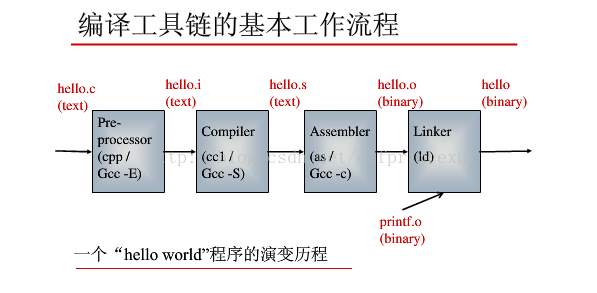 编译工具链的基本工作流程
hello.c
(text)
hello.i
(text)
hello.s
(text)
hello.o
(binary)
hello
(binary)
Pre-
processor
(cpp /
Gcc -E)
Compiler
(cc1 /
Gcc -S)
Assembler
(as /
Gcc -c)
Linker
(ld)
printf.o
(binary)
一个“hello world”程序的演变历程